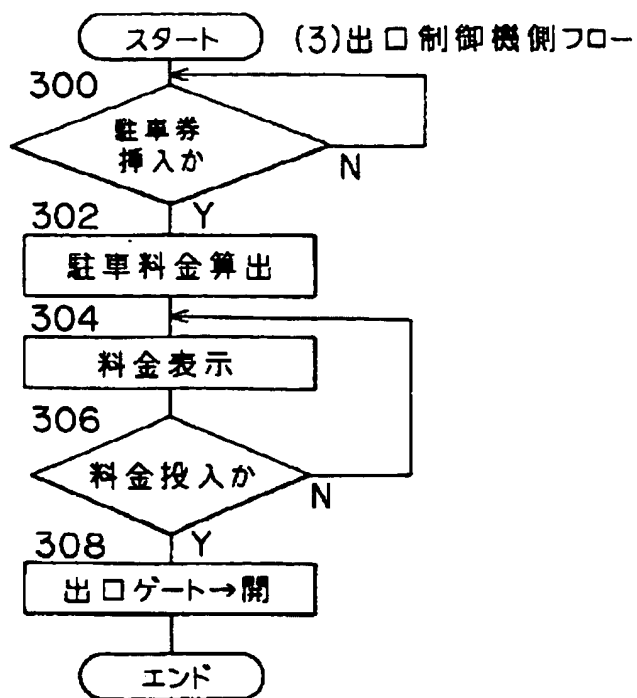 スタート
(3)出口制御機側フロー
300
駐車券
挿入か
N
302
Y
駐車料金算出
304
料金表示
306
料金投入か
N
308
Y
出口ゲート→開
エンド